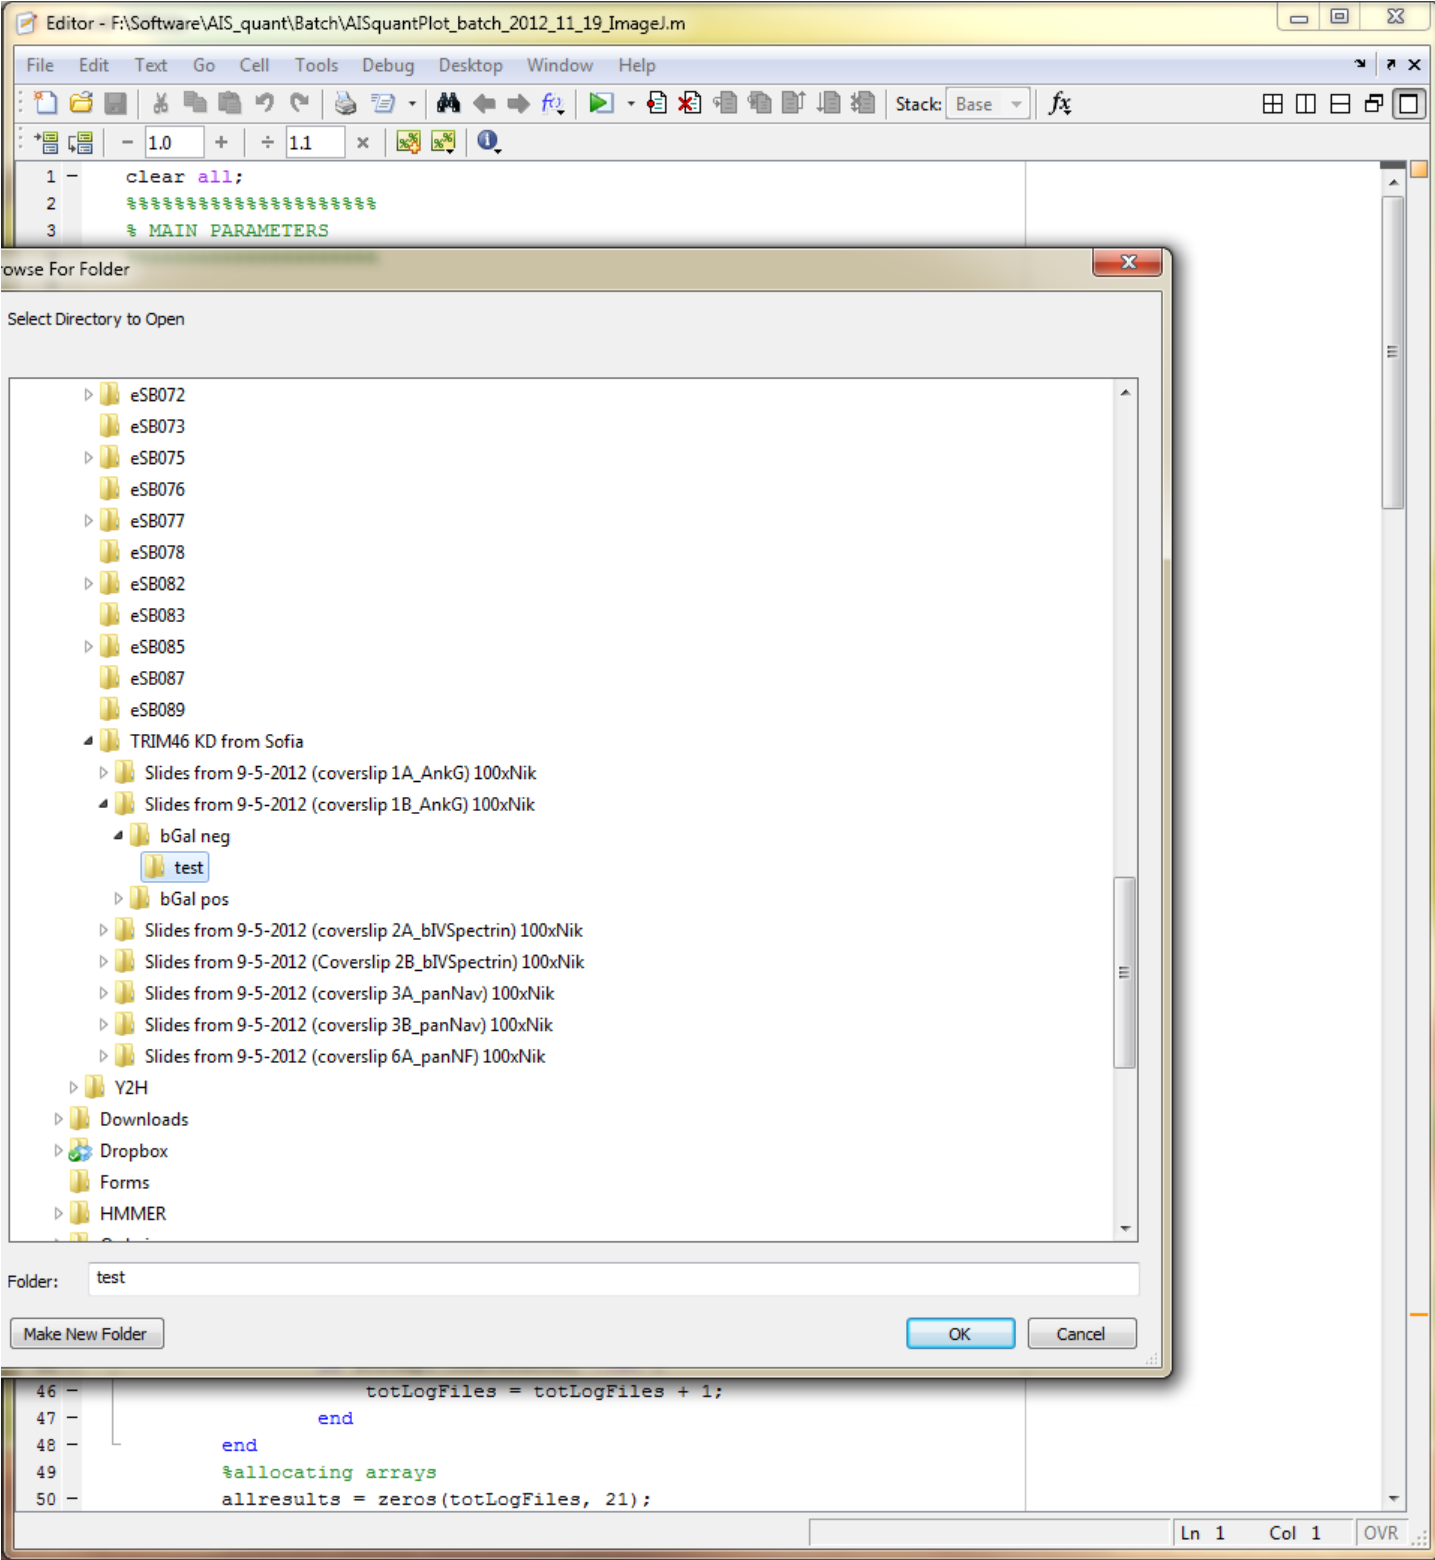 Editor - F:\Software\AIS_quant\Batch\AISquantPlot_batch_2012_11_19_ImageJ.m
File Edit Text Go Cell Tools Debug Desktop Window Help
Stack: Base fx
- 1.0 + ÷ 1.1 ×
1 - clear all;
2 %%%%%%%%%%%%%%%%%%%%%
3 % MAIN PARAMETERS
rowse For Folder
Select Directory to Open
eSB072
eSB073
eSB075
eSB076
eSB077
eSB078
eSB082
eSB083
eSB085
eSB087
eSB089
TRIM46 KD from Sofia
Slides from 9-5-2012 (coverslip 1A_AnkG) 100xNik
Slides from 9-5-2012 (coverslip 1B_AnkG) 100xNik
bGal neg
test
bGal pos
Slides from 9-5-2012 (coverslip 2A_bIVSpectrin) 100xNik
Slides from 9-5-2012 (Coverslip 2B_bIVSpectrin) 100xNik
Slides from 9-5-2012 (coverslip 3A_panNav) 100xNik
Slides from 9-5-2012 (coverslip 3B_panNav) 100xNik
Slides from 9-5-2012 (coverslip 6A_panNF) 100xNik
Y2H
Downloads
Dropbox
Forms
HMMER
Folder: test
Make New Folder OK Cancel
46 - totLogFiles = totLogFiles + 1;
47 - end
48 - end
49 %allocating arrays
50 - allresults = zeros(totLogFiles, 21);
Ln 1 Col 1 OVR